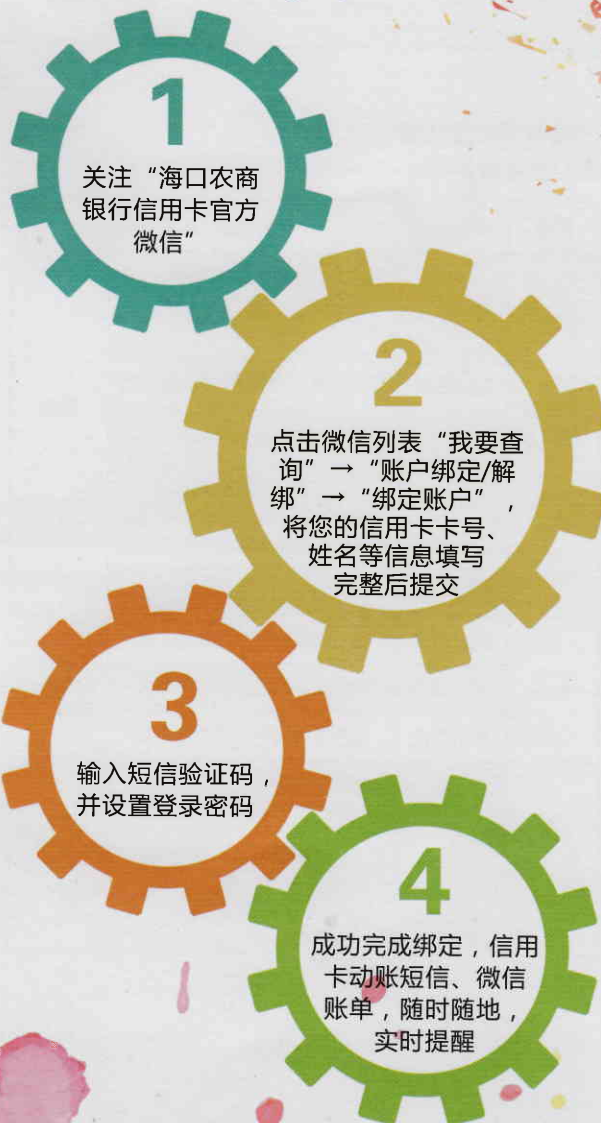 1
关注“海口农商
银行信用卡官方
微信”
2
点击微信列表“我要查
询”→“账户绑定/解
绑”→“绑定账户”，
将您的信用卡卡号、
姓名等信息填写
完整后提交
3
输入短信验证码，
并设置登录密码
4
成功完成绑定，信用
卡动账短信、微信
账单，随时随地，
实时提醒